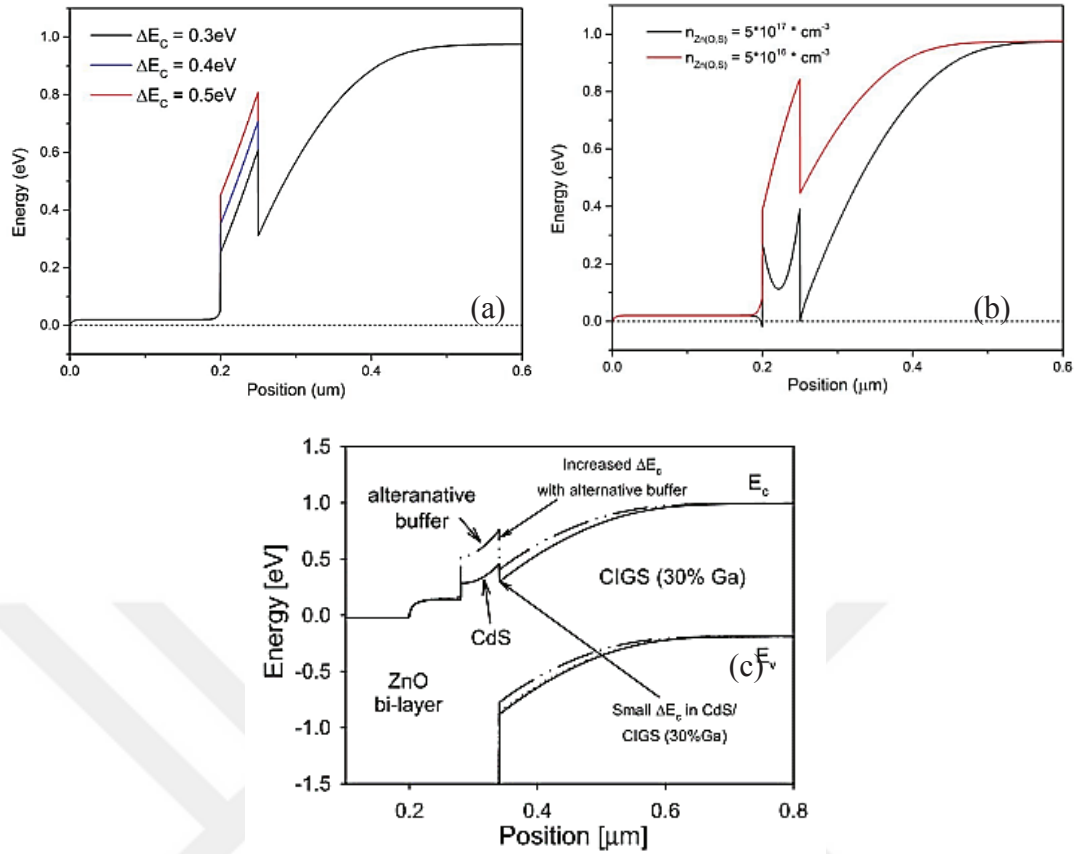 ΔE_C = 0.3eV
ΔE_C = 0.4eV
ΔE_C = 0.5eV
1.0
0.8
0.6
0.4
0.2
0.0
Energy (eV)
(a)
0.0 0.2 0.4 0.6
Position (um)
n_Zn(O,S) = 5*10^17 * cm^-3
n_Zn(O,S) = 5*10^16 * cm^-3
1.0
0.8
0.6
0.4
0.2
0.0
Energy (eV)
(b)
0.0 0.2 0.4 0.6
Position (μm)
1.5
1.0
0.5
0.0
-0.5
-1.0
-1.5
Energy [eV]
alteranative
buffer
Increased ΔE_c
with alternative buffer
E_c
CIGS (30% Ga)
CdS
ZnO
bi-layer
(c)
E_v
Small ΔE_c in CdS/
CIGS (30%Ga)
0.2 0.4 0.6 0.8
Position [μm]